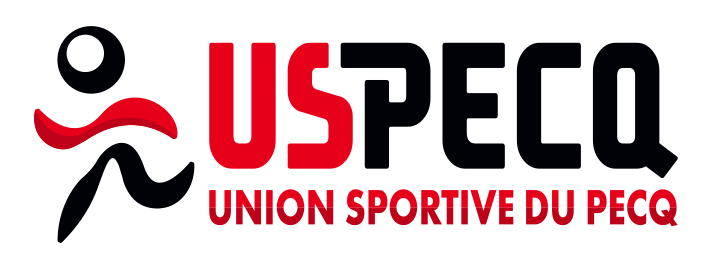 USPECQ
UNION SPORTIVE DU PECQ